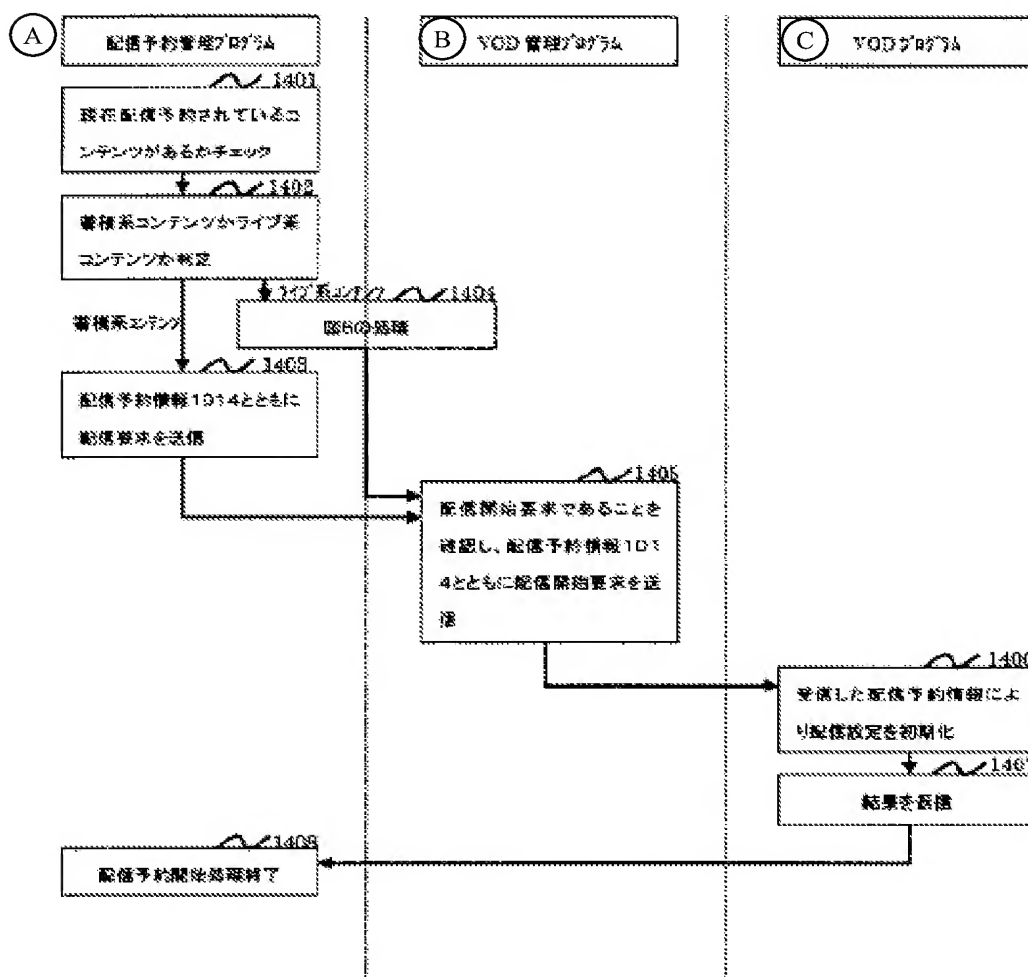 A
配信予約管理プログラム
B
VOD 管理プログラム
C
VOD プログラム
1401
現在配信予約されているコ
ンテンツがあるかチェック
1402
蓄積系コンテンツかライブ系
コンテンツか判定
ライブ系コンテンツ
1404
蓄積系コンテンツ
の処理
1403
配信予約情報1014とともに
配信要求を送信
1405
配信開始要求であることを
確認し、配信予約情報101
4とともに配信開始要求を送
信
1406
受信した配信予約情報によ
り配信設定を初期化
1407
結果を返信
1408
配信予約開始処理終了